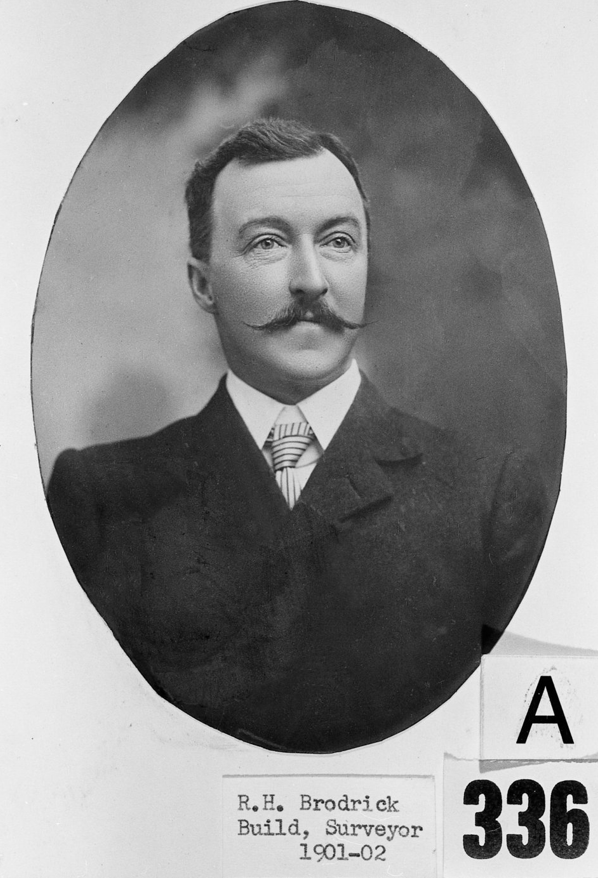 A
336
R.H. Brodrick
Build, Surveyor
1901-02